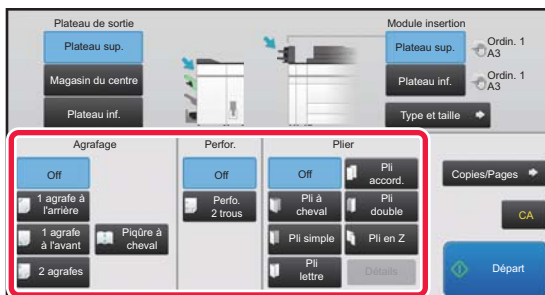 Plateau de sortie
Plateau sup.
Magasin du centre
Plateau inf.
Module insertion
Plateau sup.
Ordin. 1
A3
Plateau inf.
Ordin. 1
A3
Type et taille
Agrafage
Off
1 agrafe à
l'arrière
1 agrafe
à l'avant
Piqûre à
cheval
2 agrafes
Perfor.
Off
Perfo.
2 trous
Plier
Off
Pli
accord.
Pli à
cheval
Pli
double
Pli simple
Pli en Z
Pli
lettre
Détails
Copies/Pages
CA
Départ